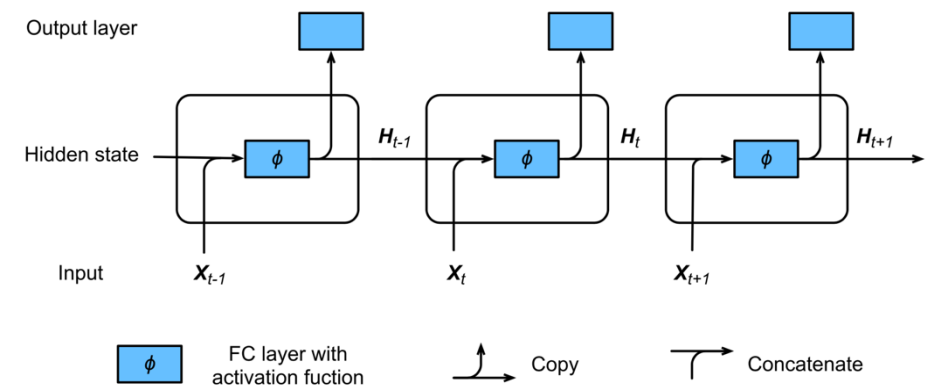 Output layer
Hidden state
ϕ
H_{t-1}
ϕ
H_t
ϕ
H_{t+1}
Input
X_{t-1}
X_t
X_{t+1}
ϕ
FC layer with
activation fuction
Copy
Concatenate